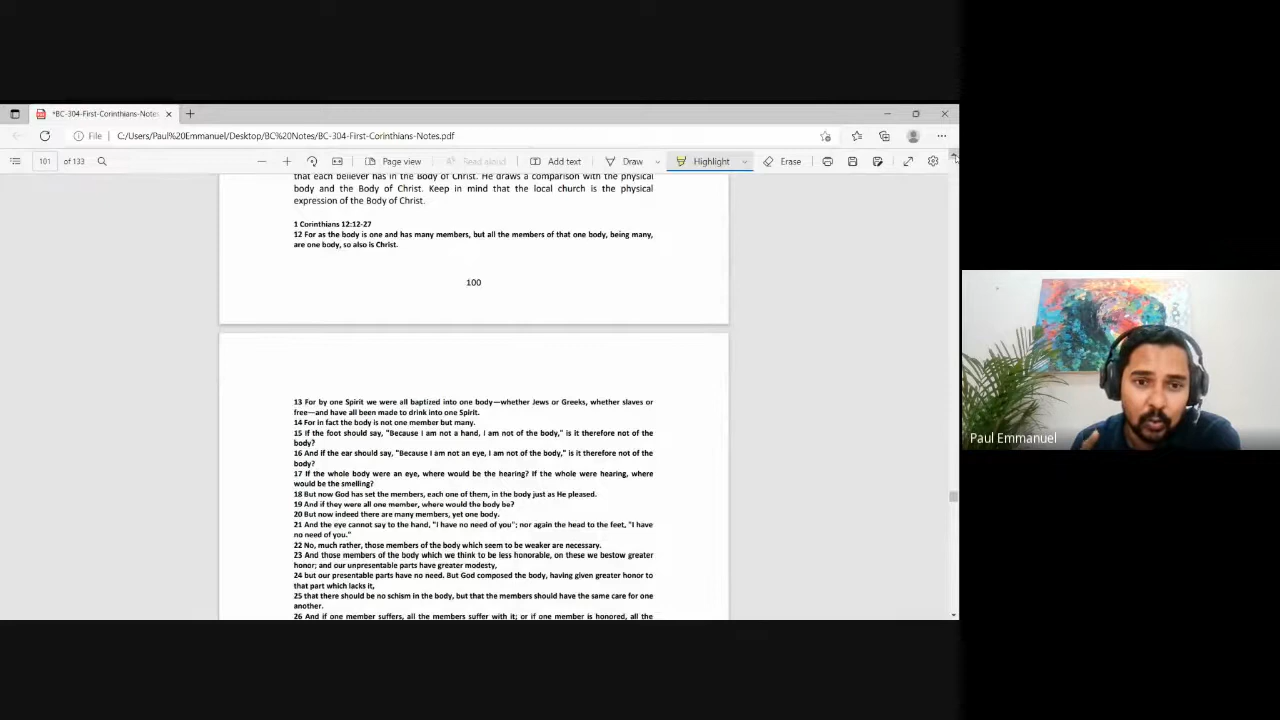 *BC-304-First-Corinthians-Notes
File
C:/Users/Paul%20Emmanuel/Desktop/BC%20Notes/BC-304-First-Corinthians-Notes.pdf
101 of 133
Page view
Read aloud
Add text
Draw
Highlight
Erase
that each believer has in the Body of Christ. He draws a comparison with the physical
body and the Body of Christ. Keep in mind that the local church is the physical
expression of the Body of Christ.
1 Corinthians 12:12-27
12 For as the body is one and has many members, but all the members of that one body, being many,
are one body, so also is Christ.
100
13 For by one Spirit we were all baptized into one body—whether Jews or Greeks, whether slaves or
free—and have all been made to drink into one Spirit.
14 For in fact the body is not one member but many.
15 If the foot should say, "Because I am not a hand, I am not of the body," is it therefore not of the
body?
16 And if the ear should say, "Because I am not an eye, I am not of the body," is it therefore not of the
body?
17 If the whole body were an eye, where would be the hearing? If the whole were hearing, where
would be the smelling?
18 But now God has set the members, each one of them, in the body just as He pleased.
19 And if they were all one member, where would the body be?
20 But now indeed there are many members, yet one body.
21 And the eye cannot say to the hand, "I have no need of you"; nor again the head to the feet, "I have
no need of you."
22 No, much rather, those members of the body which seem to be weaker are necessary.
23 And those members of the body which we think to be less honorable, on these we bestow greater
honor; and our unpresentable parts have greater modesty,
24 but our presentable parts have no need. But God composed the body, having given greater honor to
that part which lacks it,
25 that there should be no schism in the body, but that the members should have the same care for one
another.
26 And if one member suffers, all the members suffer with it; or if one member is honored, all the
Paul Emmanuel